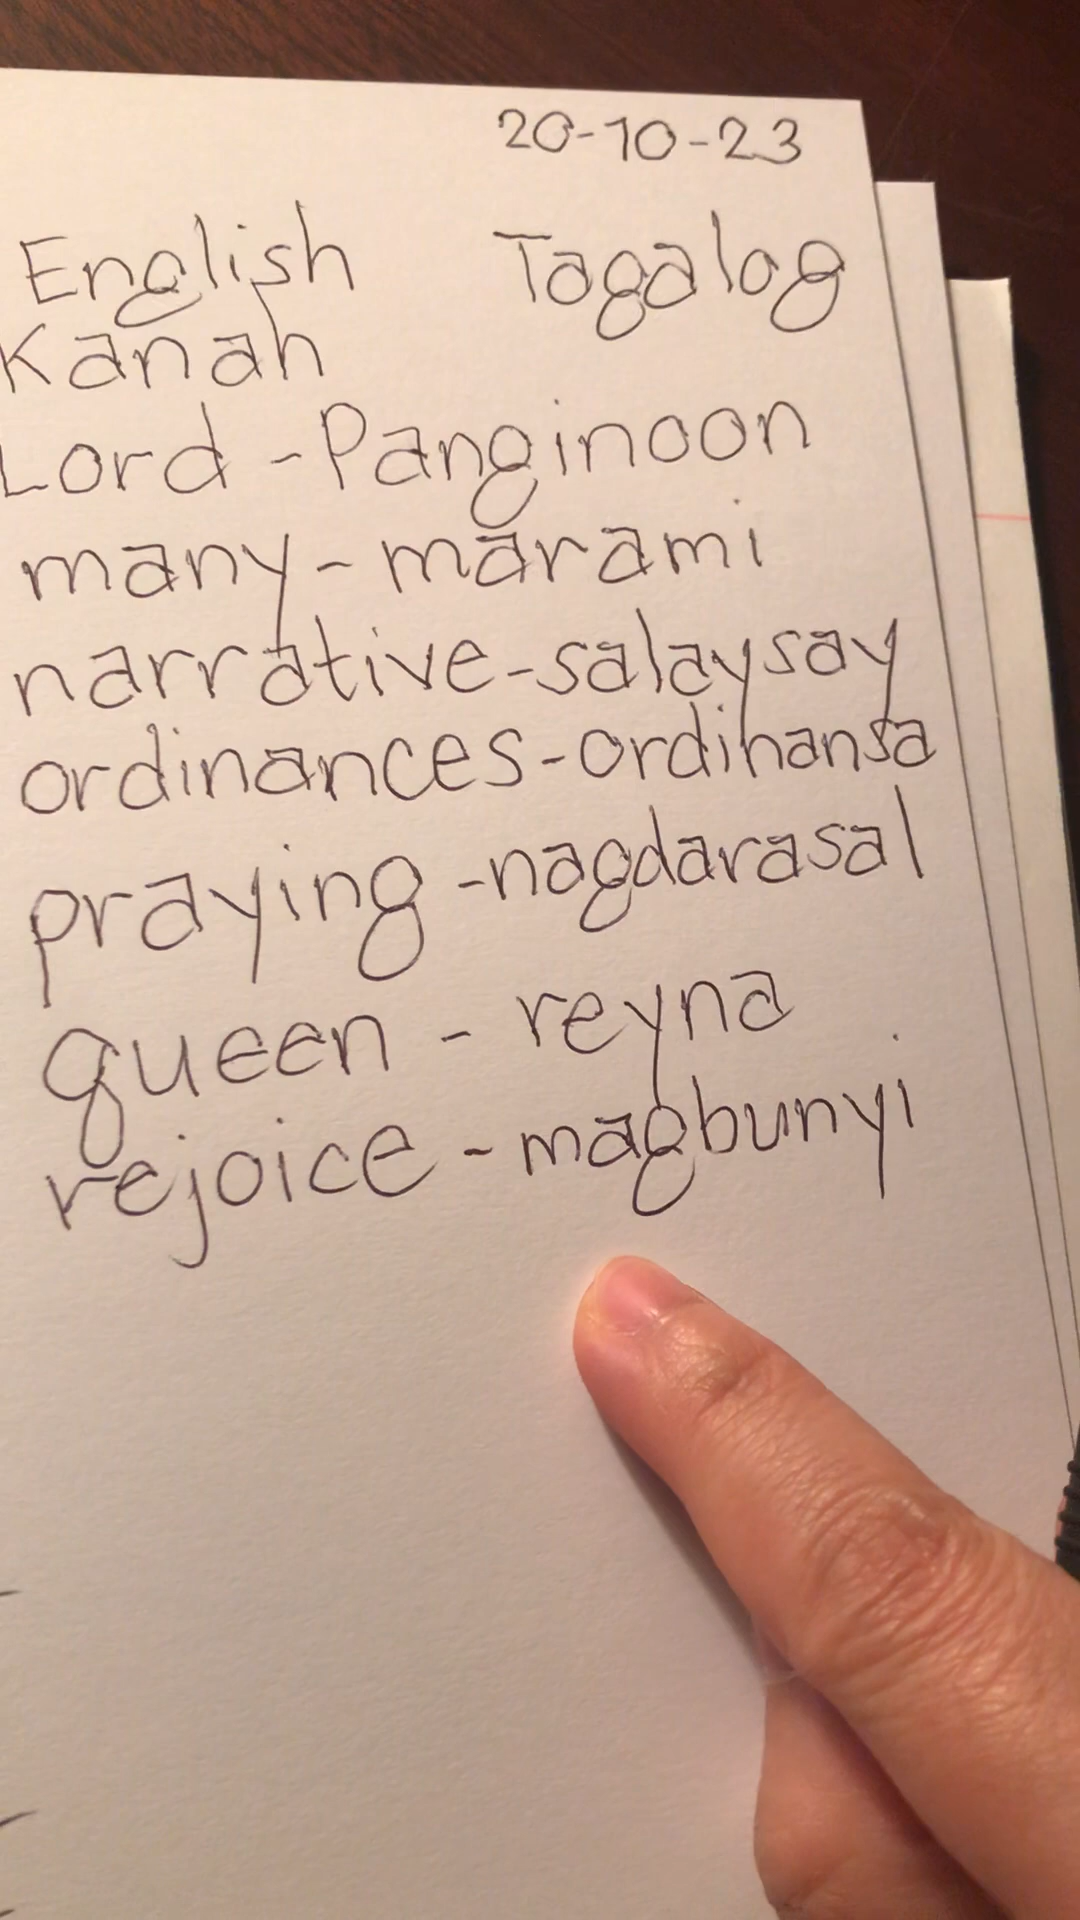 20-10-23
English Tagalog
Kanah
Lord - Panginoon
many - marami
narrative - salaysay
ordinances - ordinansa
praying - nagdarasal
queen - reyna
rejoice - magbunyi